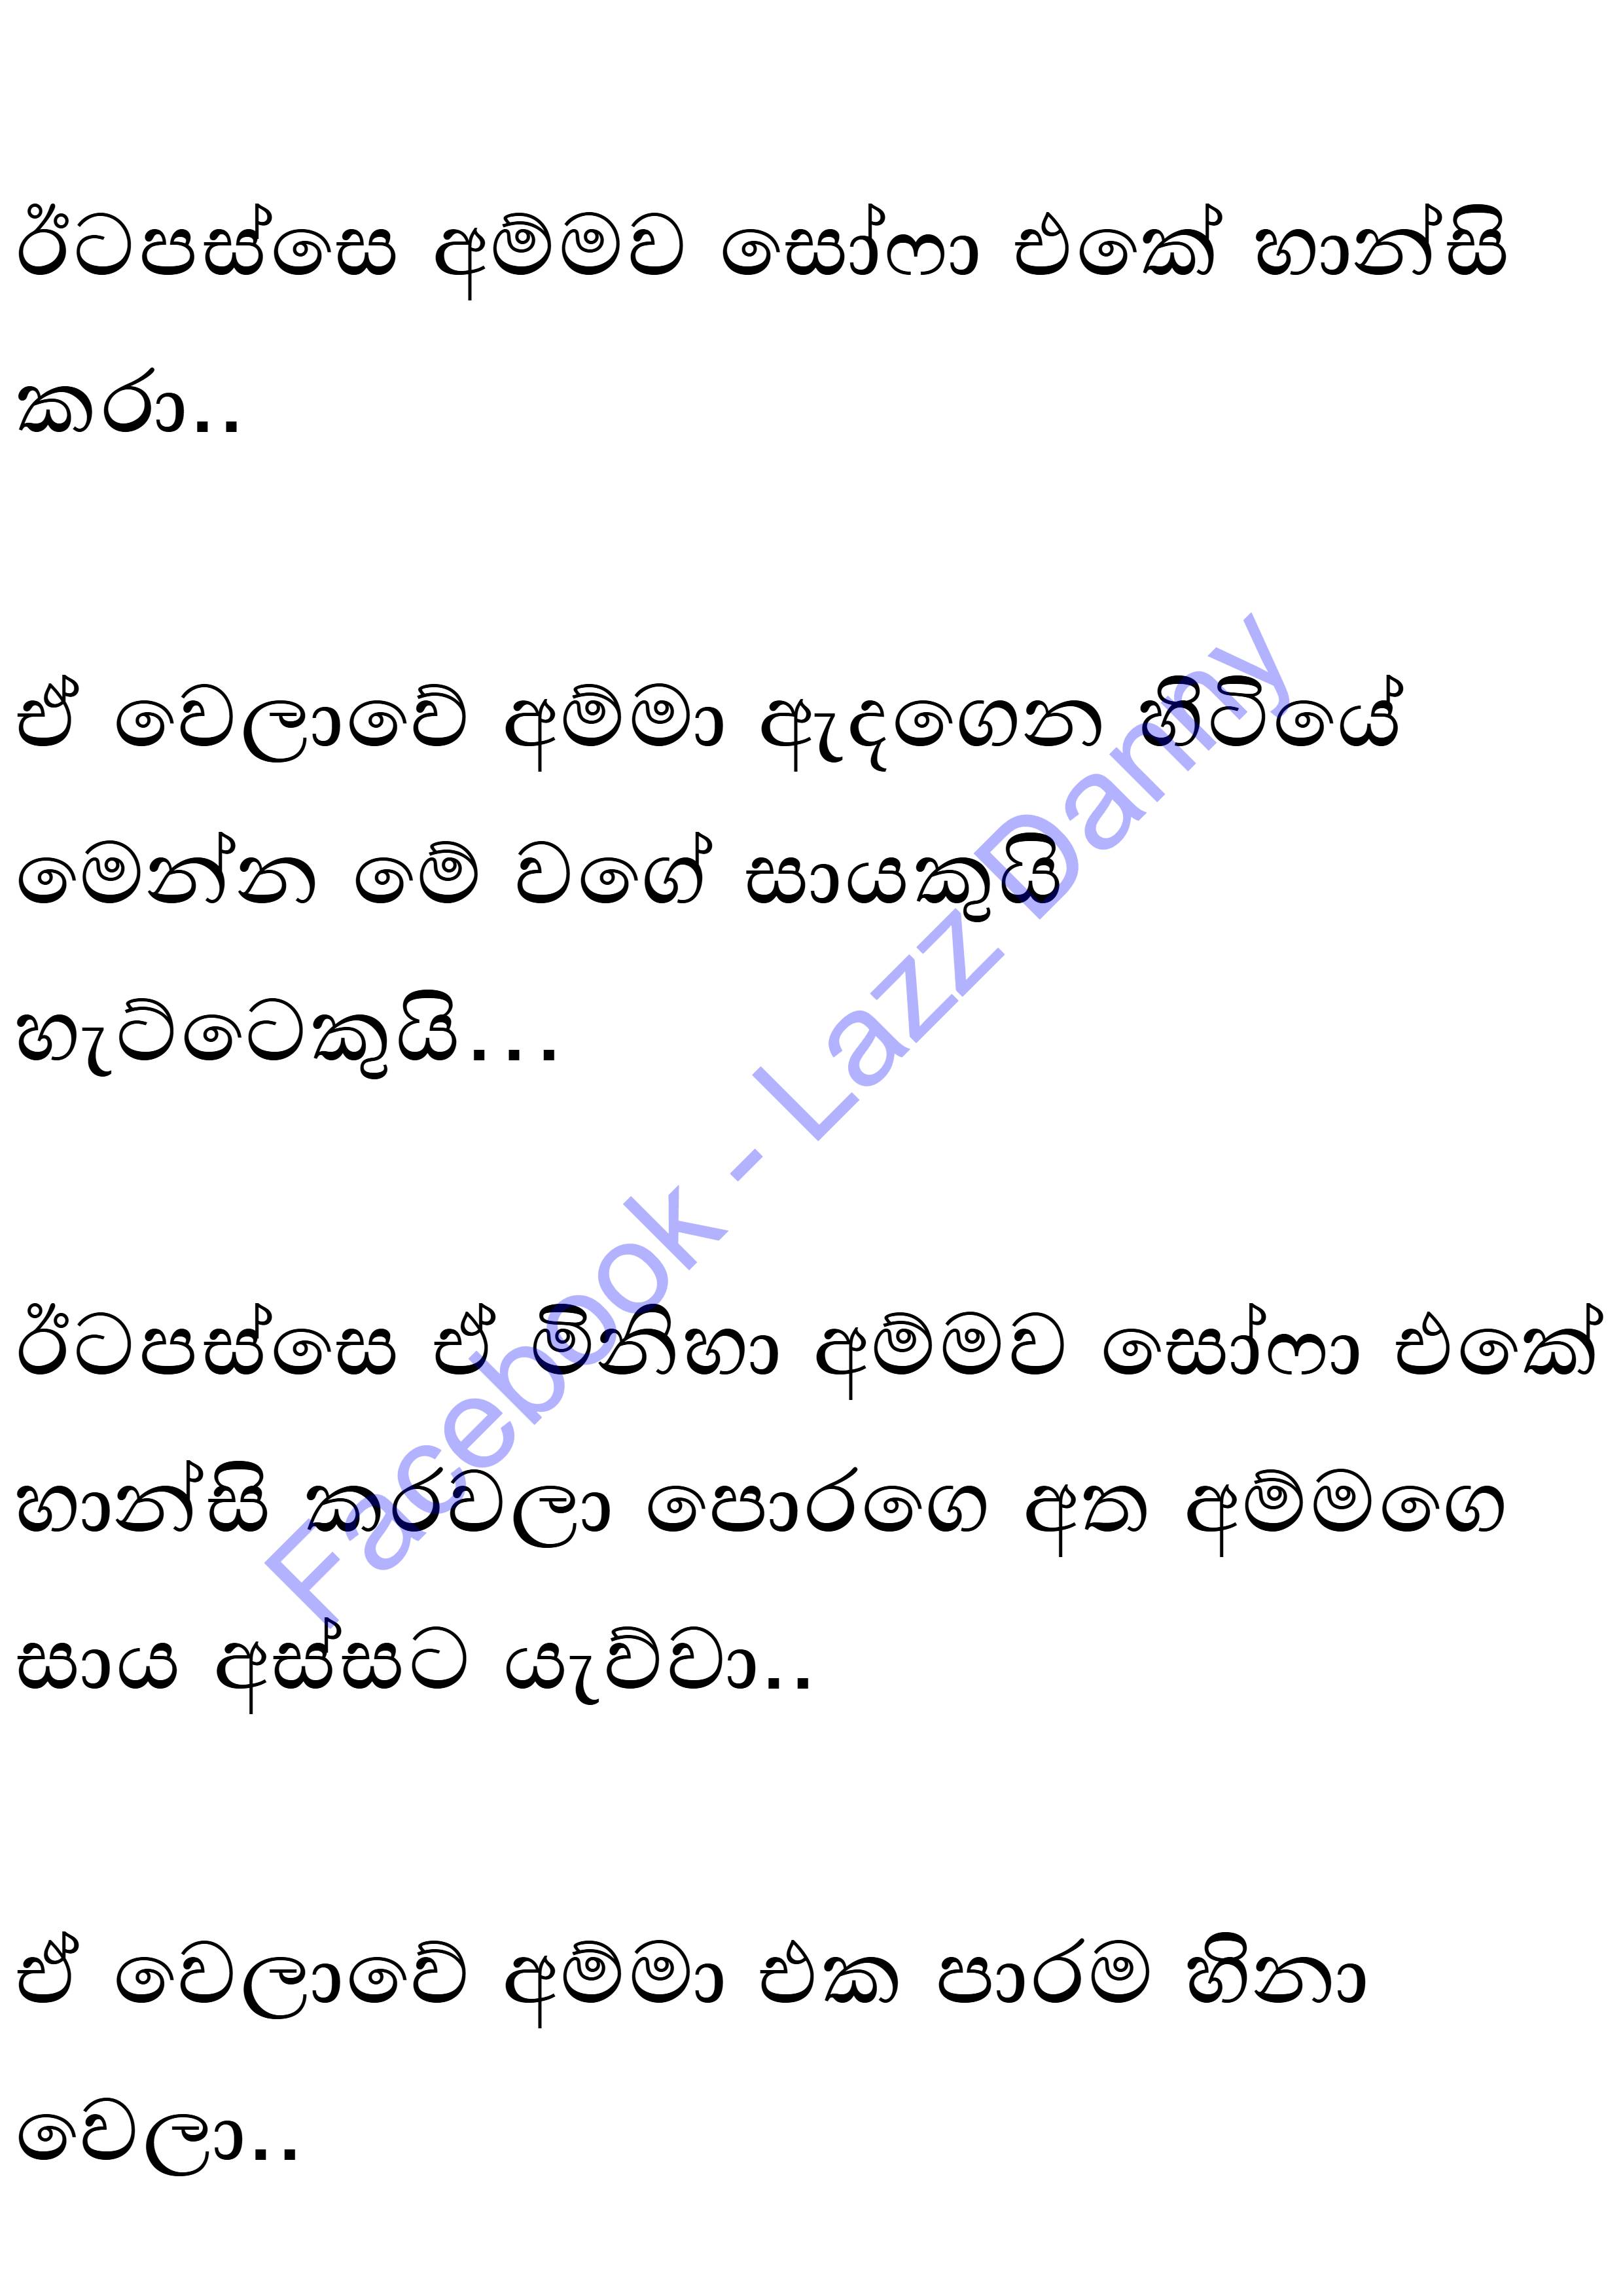 ඊටපස්සෙ අම්මව සෝෆා එකේ හාන්සි
කරා..
ඒ වෙලාවේ අම්මා ඇදගෙන හිටියේ
මෙන්න මේ වගේ සායකුයි
හැට්ටෙකුයි...
ඊටපස්සෙ ඒ මිනිහා අම්මව සෝෆා එකේ
හාන්සි කරවලා පොරගෙ අත අම්මගෙ
සාය අස්සට යැව්වා..
ඒ වෙලාවේ අම්මා එක පාරම හිනා
වෙලා..
Facebook - Lazz Danny